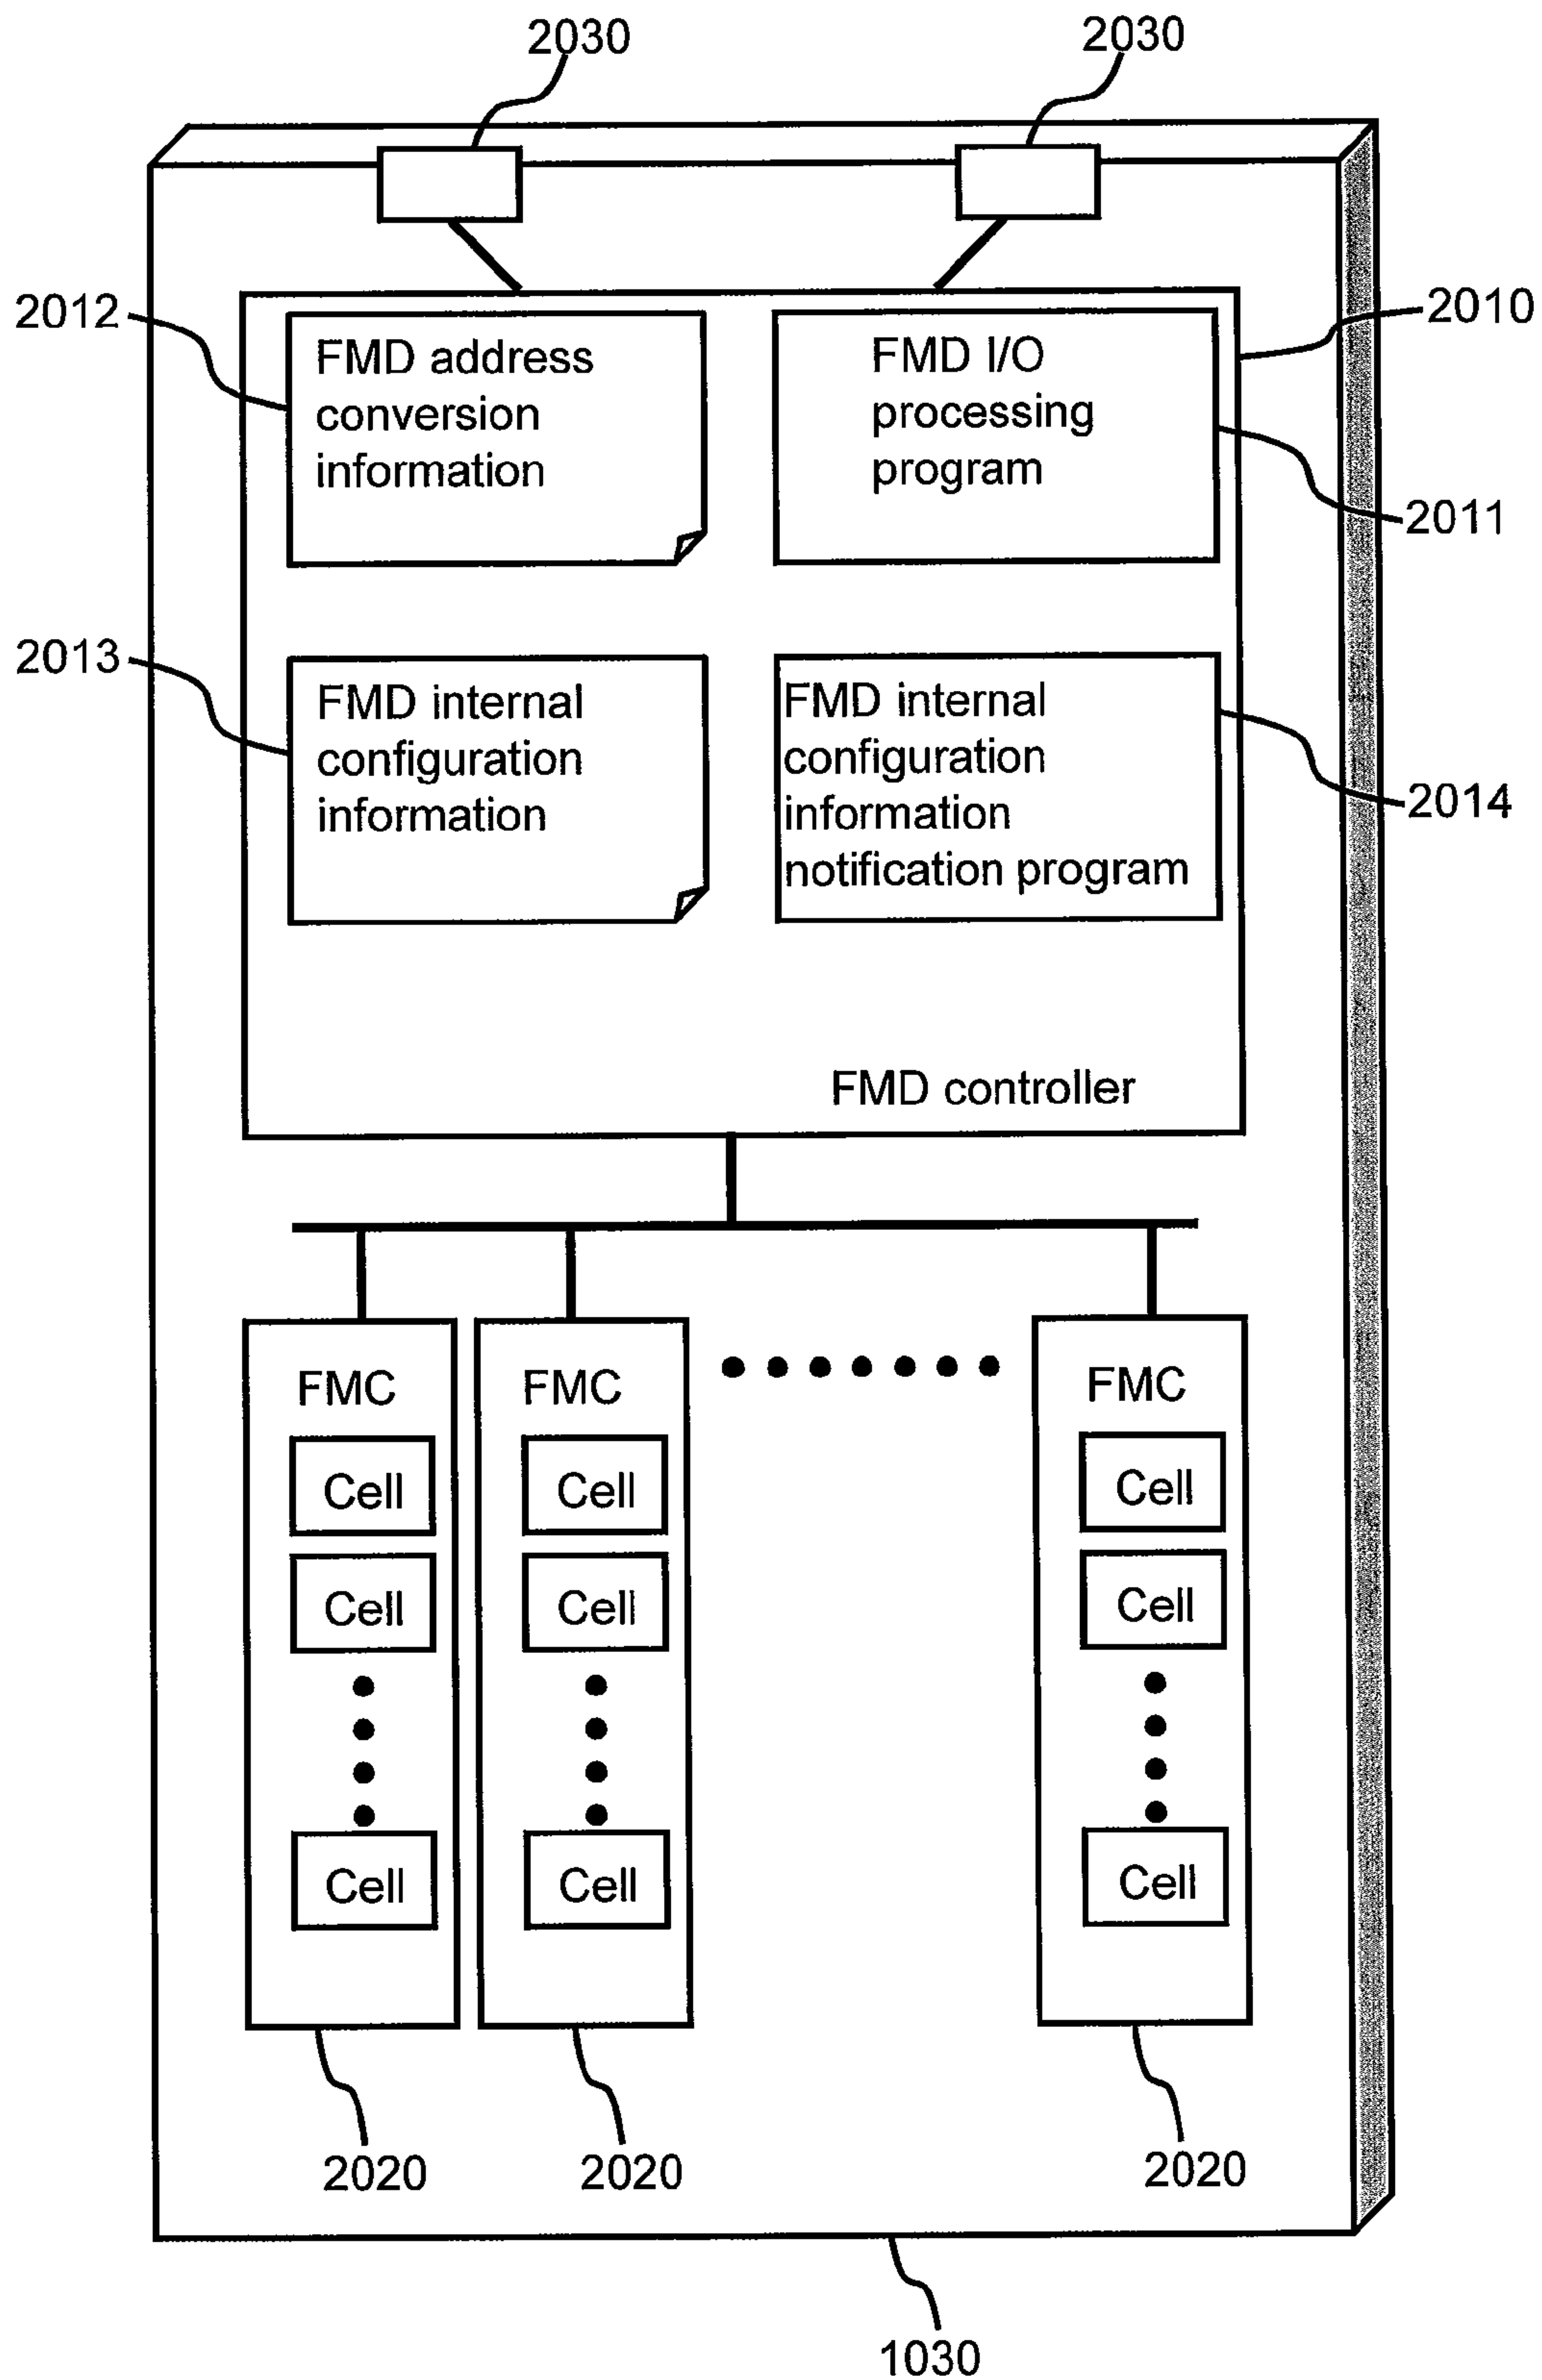 2030
2030
2012
FMD address
conversion
information
FMD I/O
processing
program
2010
2011
2013
FMD internal
configuration
information
FMD internal
configuration
information
notification program
2014
FMD controller
FMC
FMC
FMC
Cell
Cell
Cell
Cell
Cell
Cell
Cell
Cell
Cell
2020
2020
2020
1030